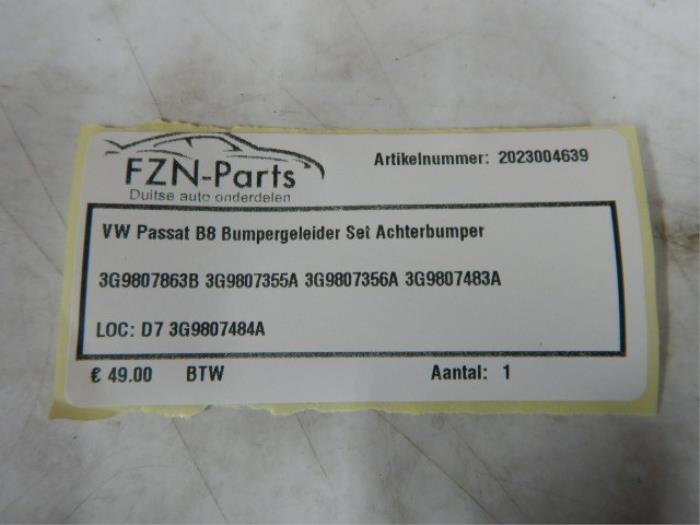 FZN-Parts
Duitse auto onderdelen
Artikelnummer: 2023004639
VW Passat B8 Bumpergeleider Set Achterbumper
3G9807863B 3G9807355A 3G9807356A 3G9807483A
LOC: D7 3G9807484A
€ 49.00 BTW Aantal: 1